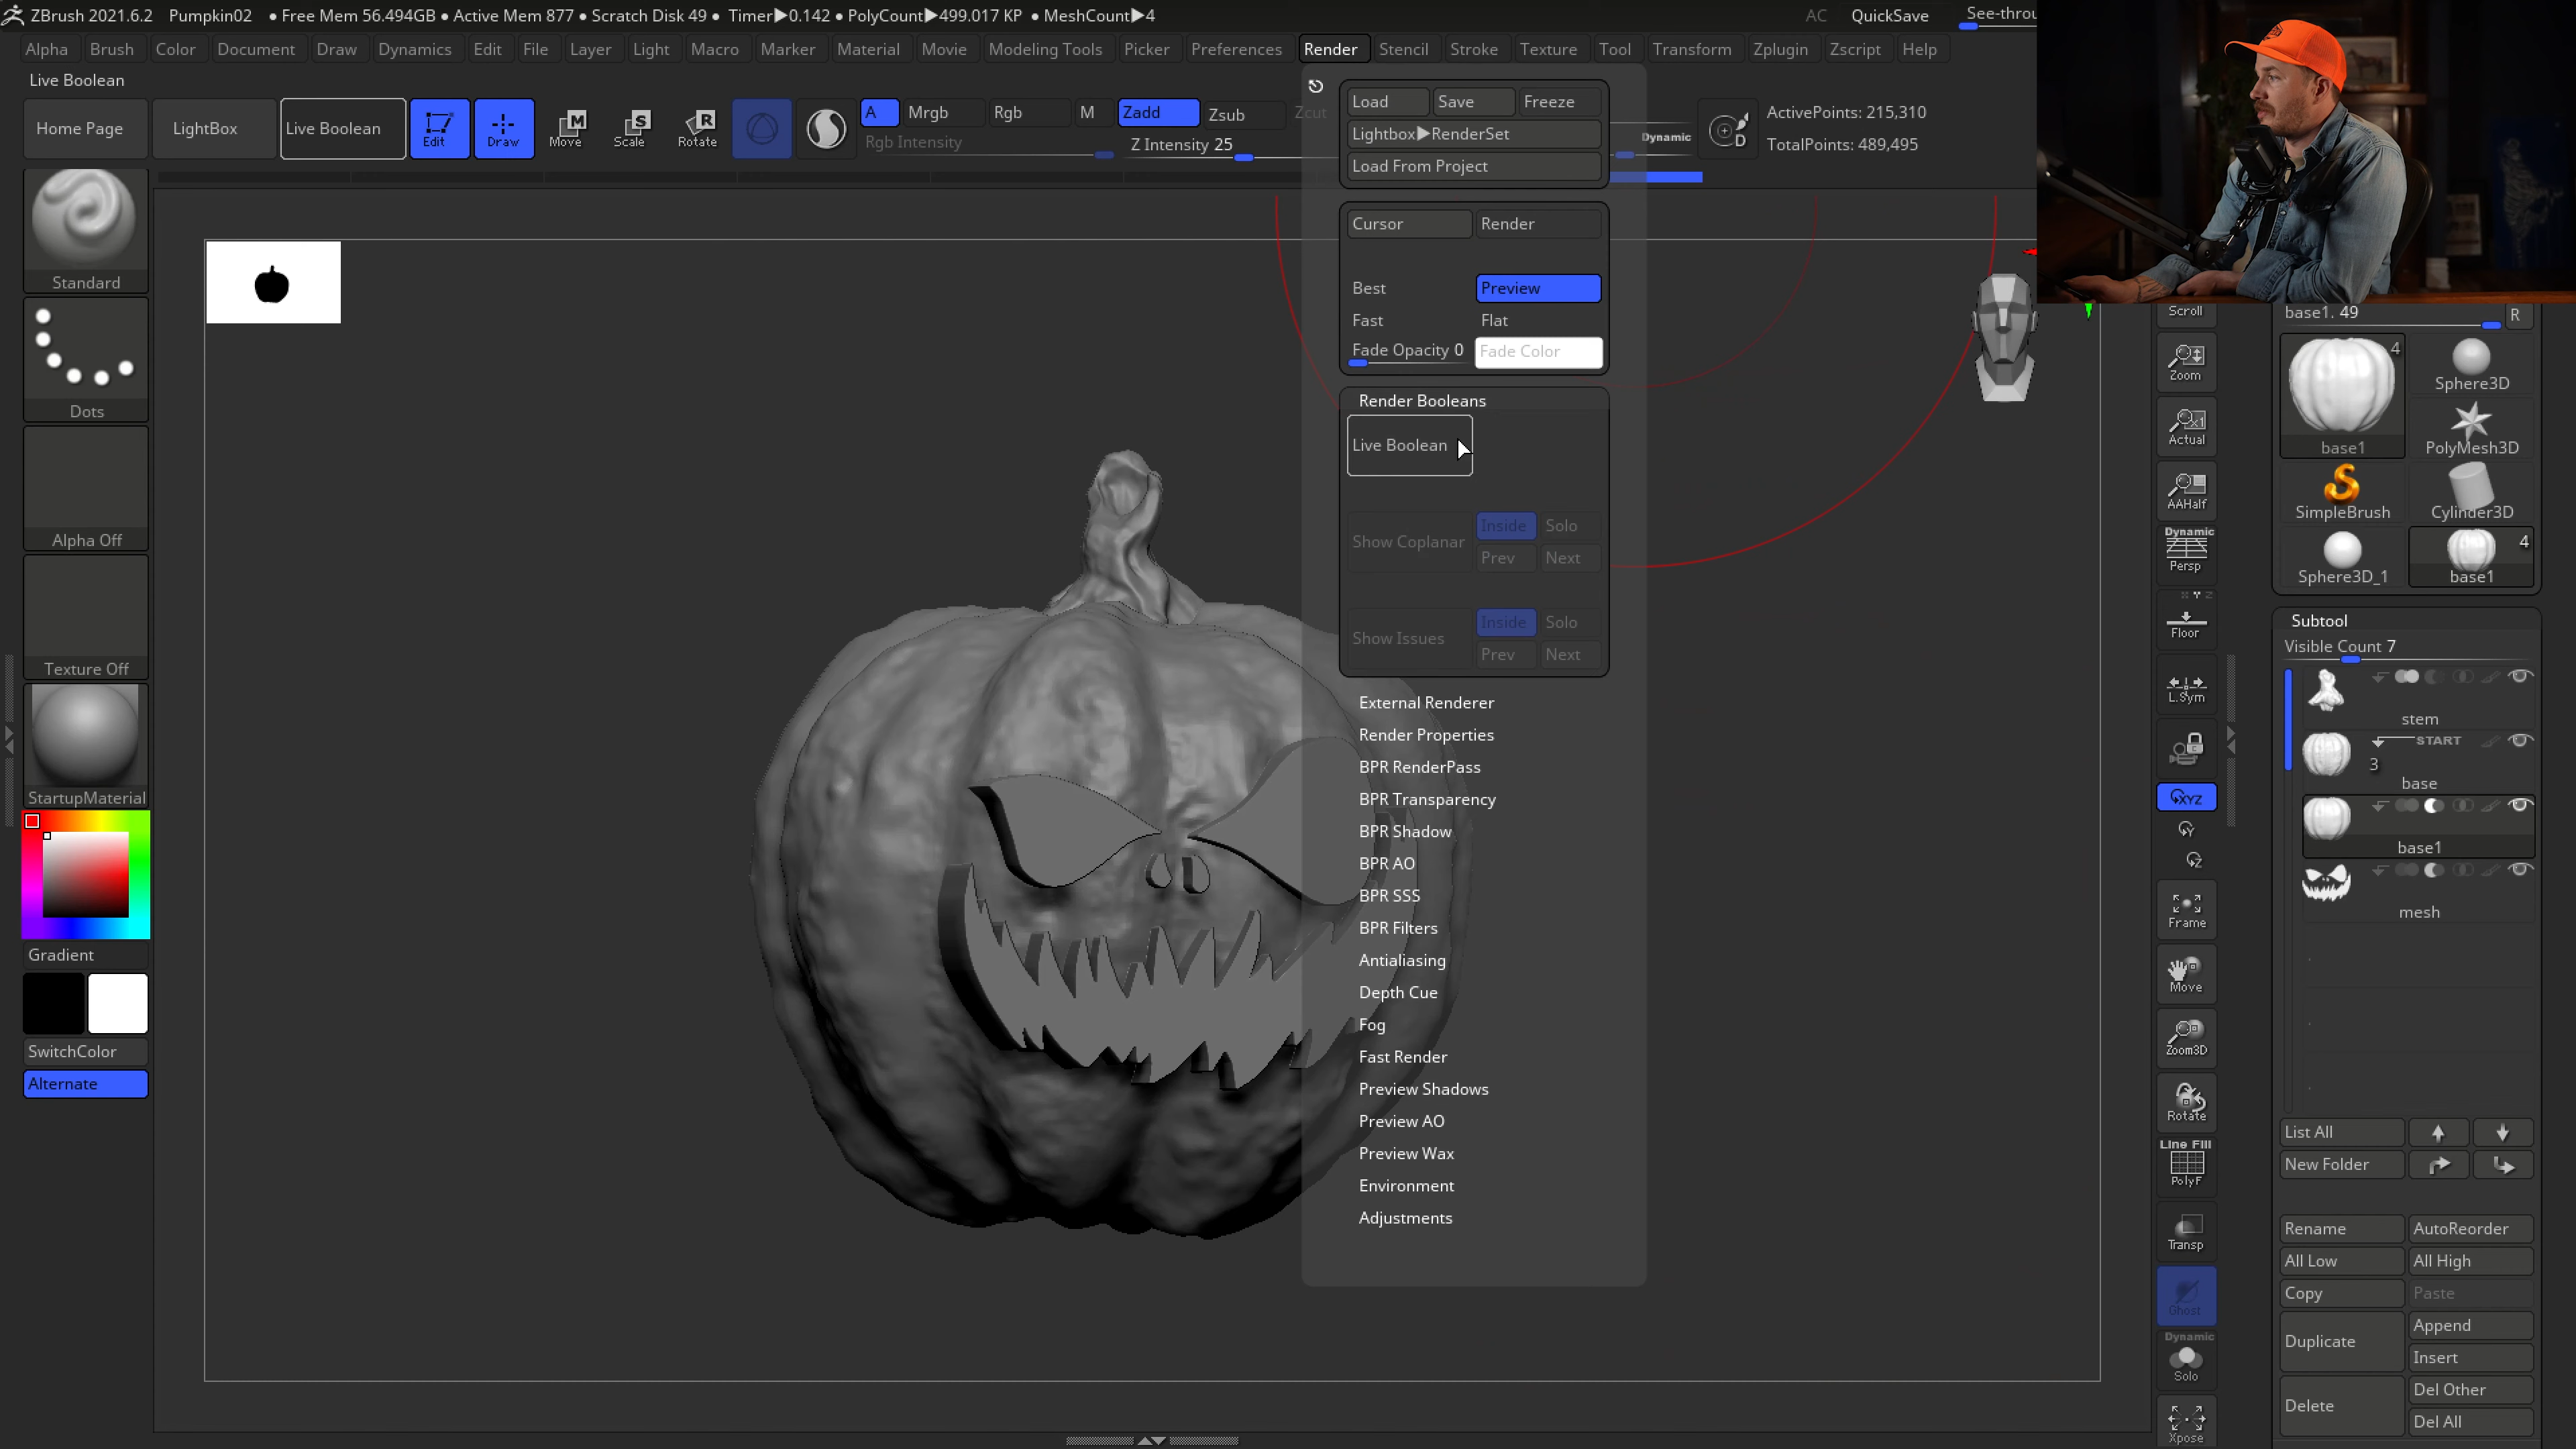 ZBrush 2021.6.2 Pumpkin02 ● Free Mem 56.494GB ● Active Mem 877 ● Scratch Disk 49 ● Timer▶0.142 ● PolyCount▶499.017 KP ● MeshCount▶4 AC QuickSave See-throu
Alpha Brush Color Document Draw Dynamics Edit File Layer Light Macro Marker Material Movie Modeling Tools Picker Preferences Render Stencil Stroke Texture Tool Transform Zplugin Zscript Help
Live Boolean
Home Page LightBox Live Boolean Edit Draw Move Scale Rotate A Mrgb Rgb M Zadd Zsub Zcut
Rgb Intensity Z Intensity 25
Dynamic
ActivePoints: 215,310
TotalPoints: 489,495
Standard
Dots
Alpha Off
Texture Off
StartupMaterial
Gradient
SwitchColor
Alternate
Load Save Freeze
Lightbox▶RenderSet
Load From Project
Cursor Render
Best Preview
Fast Flat
Fade Opacity 0 Fade Color
Render Booleans
Live Boolean
Show Coplanar Inside Solo
Prev Next
Show Issues Inside Solo
Prev Next
External Renderer
Render Properties
BPR RenderPass
BPR Transparency
BPR Shadow
BPR AO
BPR SSS
BPR Filters
Antialiasing
Depth Cue
Fog
Fast Render
Preview Shadows
Preview AO
Preview Wax
Environment
Adjustments
Scroll
Zoom
Actual
AAHalf
Dynamic
Persp
Floor
L.Sym
XYZ
Y
Z
Frame
Move
Zoom3D
Rotate
Line Fill
PolyF
Transp
Ghost
Dynamic
Solo
Xpose
base1. 49 R
4
base1
Sphere3D
PolyMesh3D
SimpleBrush
Cylinder3D
Sphere3D_1
4
base1
Subtool
Visible Count 7
stem
START
3
base
base1
mesh
List All
New Folder
Rename AutoReorder
All Low All High
Copy Paste
Duplicate Append
Insert
Delete Del Other
Del All